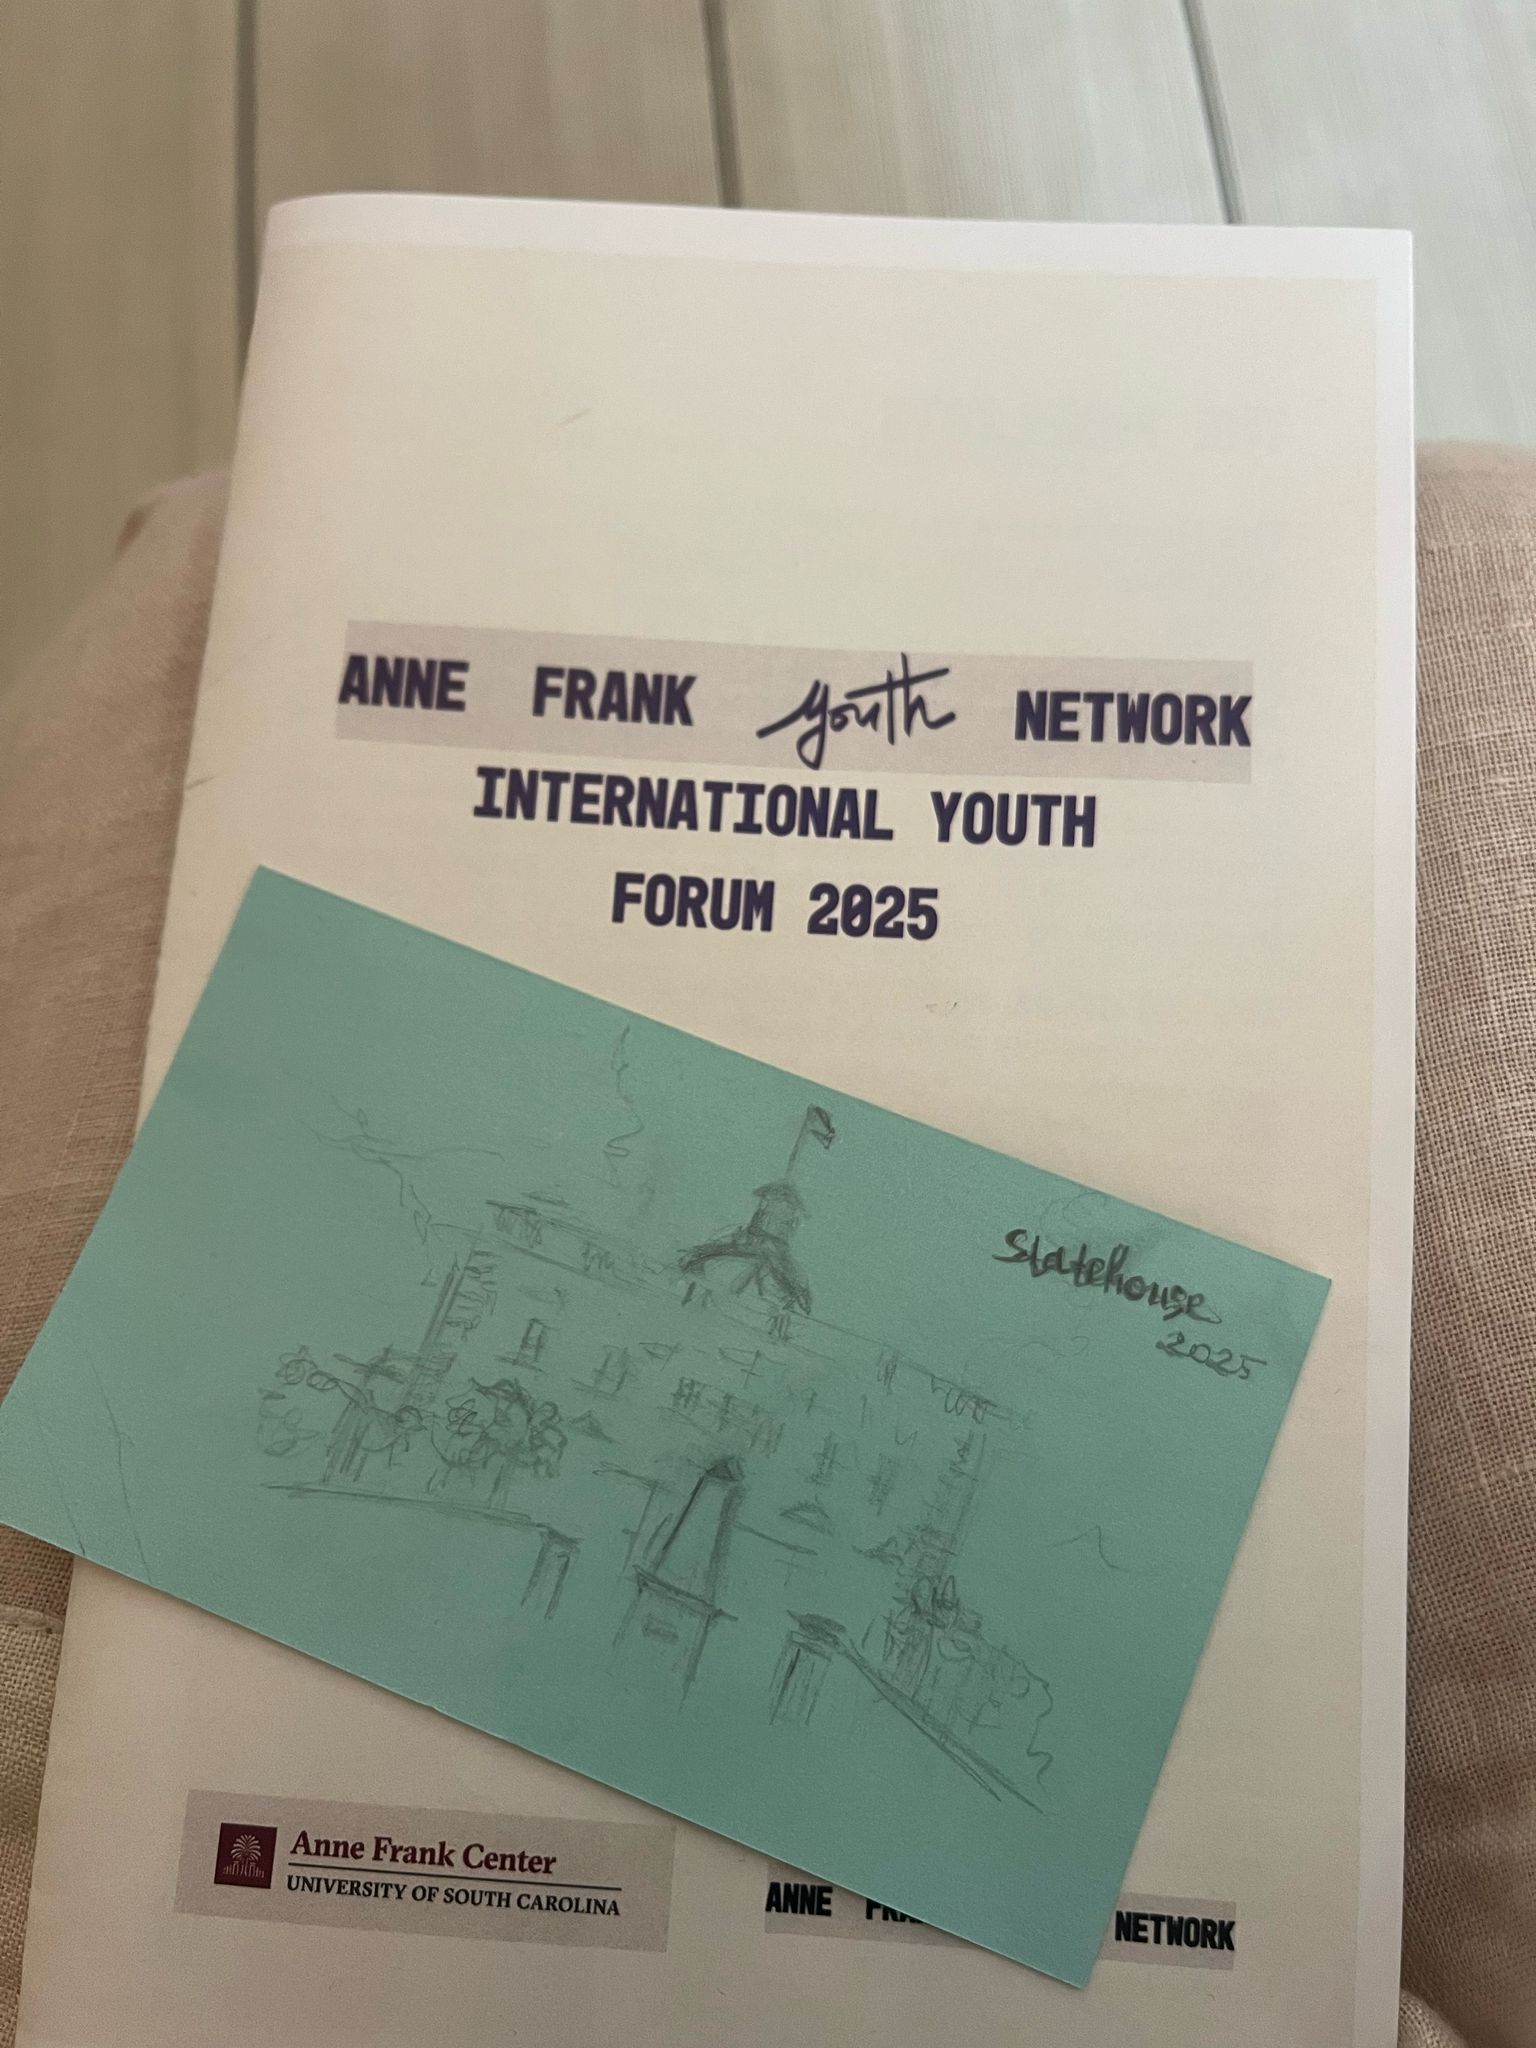 ANNE FRANK youth NETWORK
INTERNATIONAL YOUTH
FORUM 2025
Statehouse
2025
Anne Frank Center
UNIVERSITY OF SOUTH CAROLINA
ANNE NETWORK